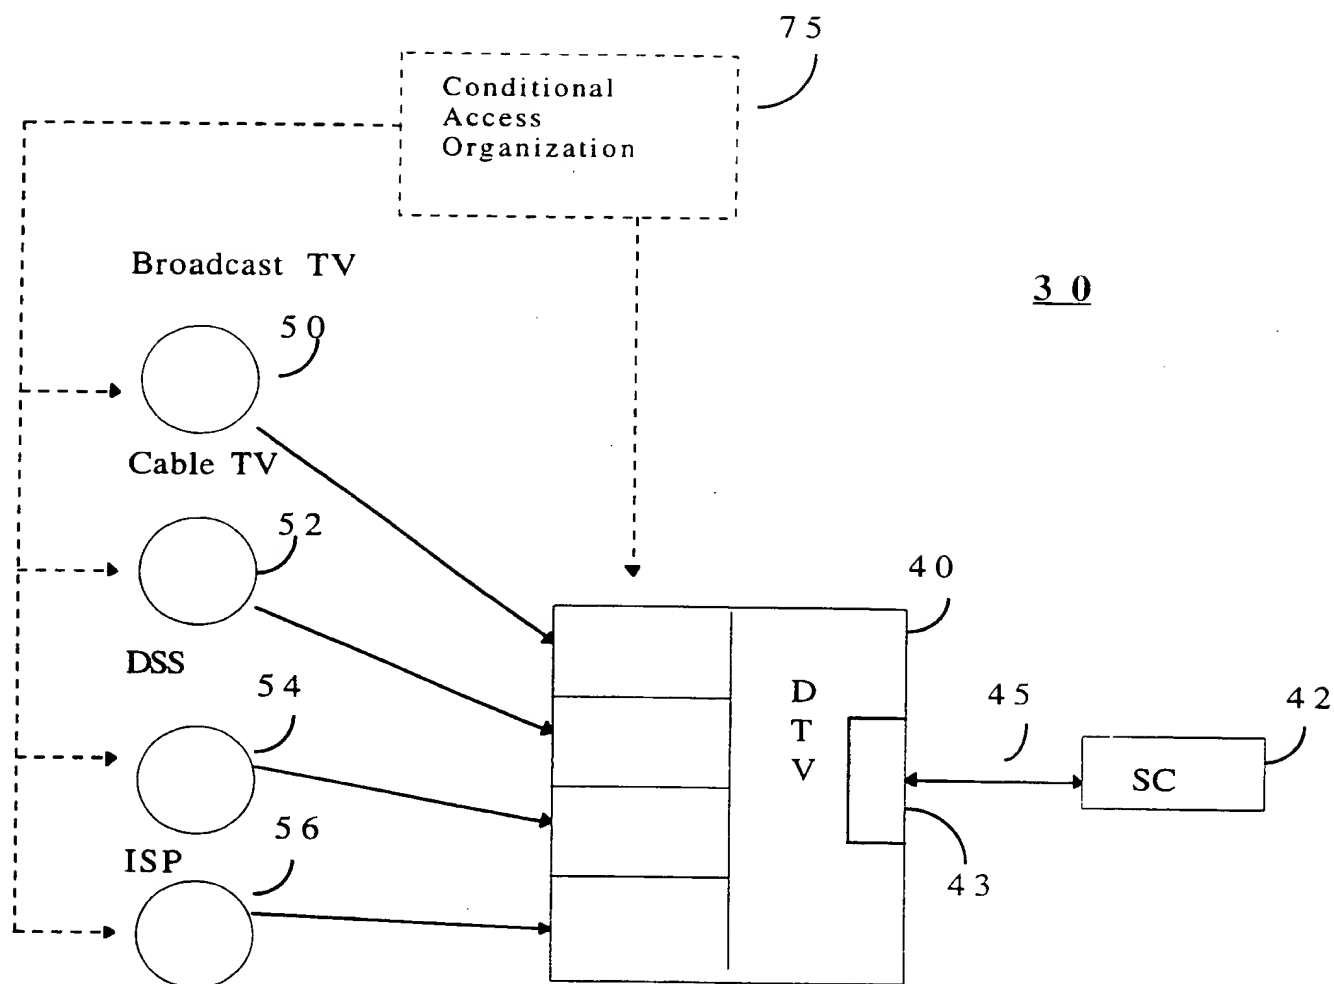 75
Conditional
Access
Organization
Broadcast TV
30
50
Cable TV
52
40
DSS
54
D
T
V
45
42
SC
56
ISP
43